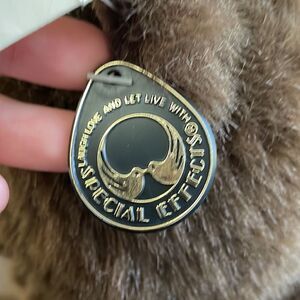 LAUGH LOVE AND LET LIVE WITH
SPECIAL EFFECTS